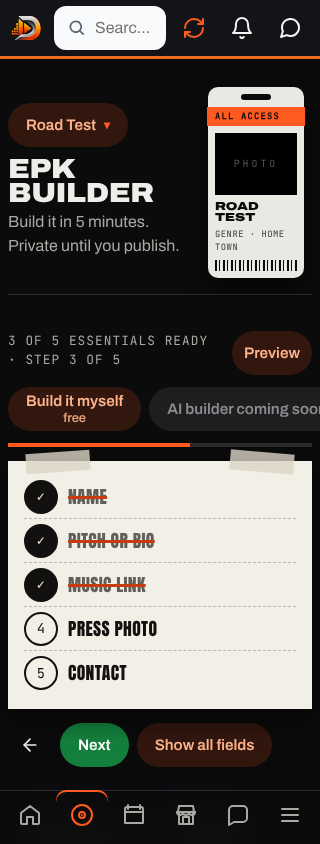 Searc...
Road Test ▾
EPK
BUILDER
Build it in 5 minutes.
Private until you publish.
ALL ACCESS
PHOTO
ROAD
TEST
GENRE · HOME
TOWN
3 OF 5 ESSENTIALS READY
· STEP 3 OF 5
Preview
Build it myself
free
AI builder coming soon
✓ NAME
✓ PITCH OR BIO
✓ MUSIC LINK
4 PRESS PHOTO
5 CONTACT
Next
Show all fields